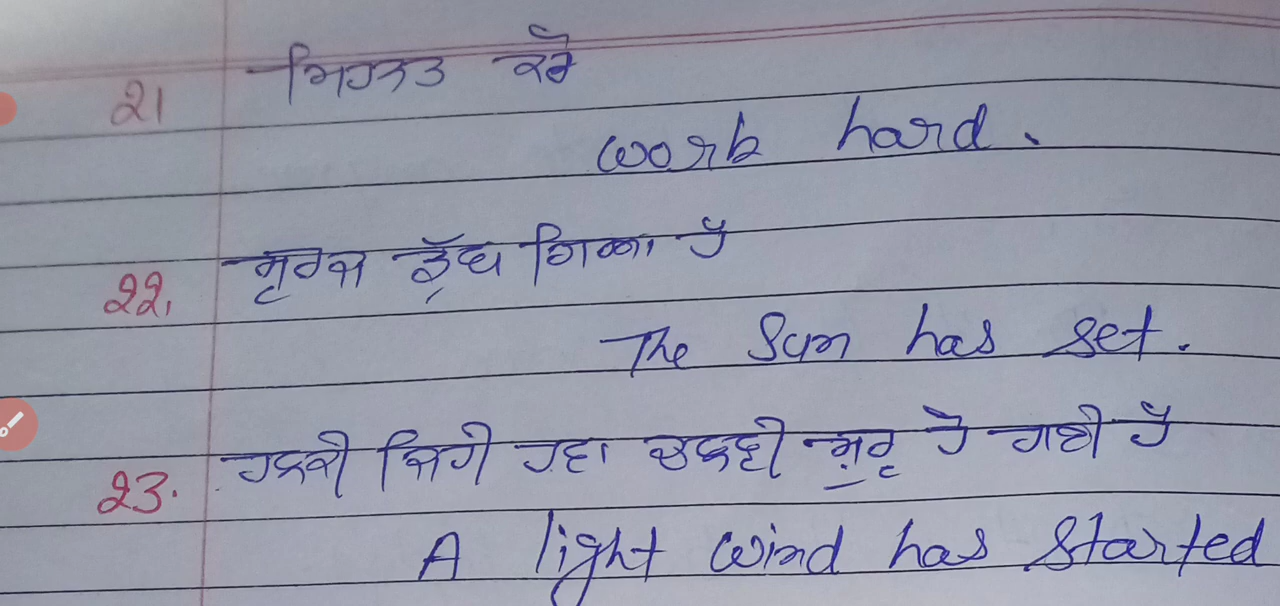 21 ਮਿਹਨਤ ਕਰੋ
work hard.
22. ਸੂਰਜ ਡੁੱਬ ਗਿਆ ਹੈ
The Sun has set.
23. ਹਲਕੀ ਜਿਹੀ ਹਵਾ ਚਲਣੀ ਸ਼ੁਰੂ ਹੋ ਗਈ ਹੈ
A light wind has started